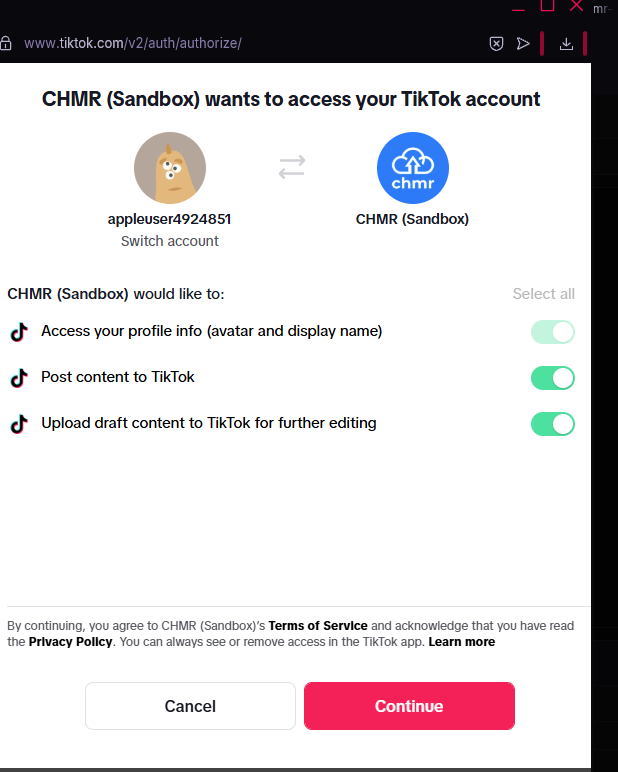 mr-
www.tiktok.com/v2/auth/authorize/
CHMR (Sandbox) wants to access your TikTok account
chmr
appleuser4924851
CHMR (Sandbox)
Switch account
CHMR (Sandbox) would like to:
Select all
Access your profile info (avatar and display name)
Post content to TikTok
Upload draft content to TikTok for further editing
By continuing, you agree to CHMR (Sandbox)'s Terms of Service and acknowledge that you have read
the Privacy Policy. You can always see or remove access in the TikTok app. Learn more
Cancel
Continue